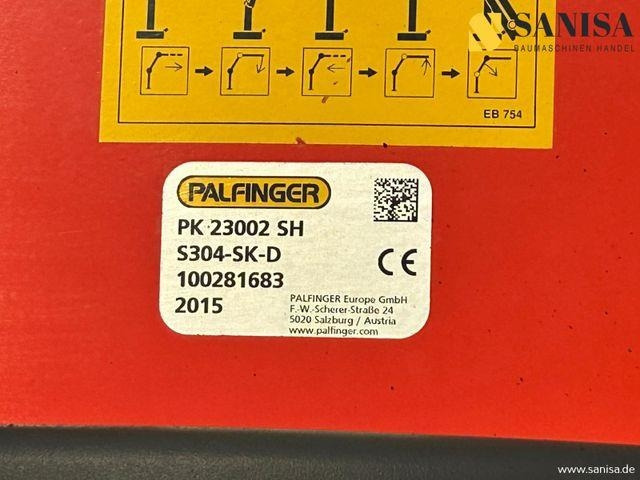 SANISA
BAUMASCHINEN HANDEL
EB 754
PALFINGER
PK 23002 SH
S304-SK-D
100281683
2015
CE
PALFINGER Europe GmbH
F.-W.-Scherer-Straße 24
5020 Salzburg / Austria
www.palfinger.com
www.sanisa.de